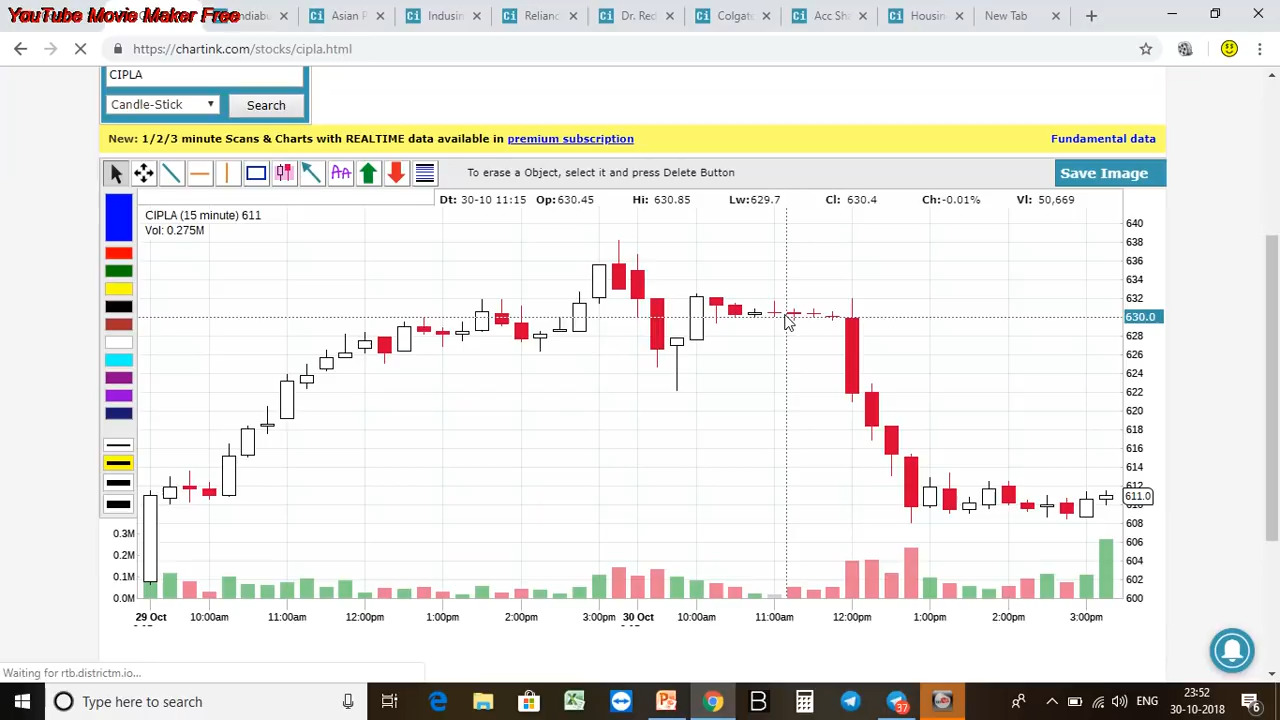 YouTube Movie Maker Free
ndiabu
Asian P
Indusin
Relianc
Dr. Red
Colgat
Acc Sh
Housin
New Tab
https://chartink.com/stocks/cipla.html
CIPLA
Candle-Stick
Search
New: 1/2/3 minute Scans & Charts with REALTIME data available in premium subscription
Fundamental data
To erase a Object, select it and press Delete Button
Save Image
Dt: 30-10 11:15 Op:630.45 Hi: 630.85 Lw:629.7 Cl: 630.4 Ch:-0.01% Vl: 50,669
CIPLA (15 minute) 611
Vol: 0.275M
640
638
636
634
632
630.0
628
626
624
622
620
618
616
614
612
611.0
608
606
604
602
600
0.3M
0.2M
0.1M
0.0M
29 Oct 10:00am 11:00am 12:00pm 1:00pm 2:00pm 3:00pm 30 Oct 10:00am 11:00am 12:00pm 1:00pm 2:00pm 3:00pm
Waiting for rtb.districtm.io...
Type here to search
37
ENG
23:52
30-10-2018
6